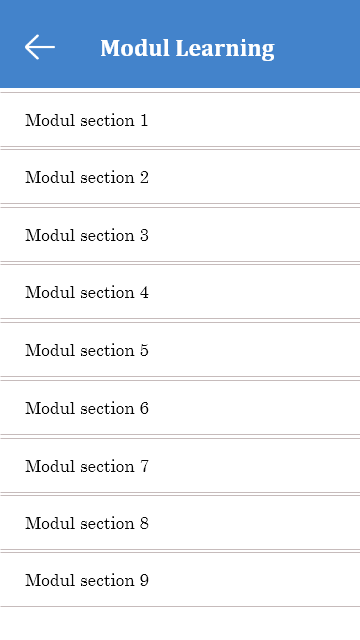 Modul Learning
Modul section 1
Modul section 2
Modul section 3
Modul section 4
Modul section 5
Modul section 6
Modul section 7
Modul section 8
Modul section 9